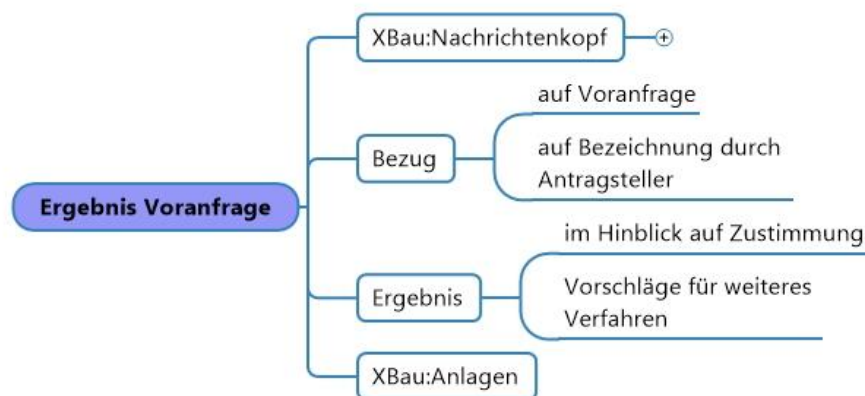 XBau:Nachrichtenkopf
auf Voranfrage
Bezug
auf Bezeichnung durch
Antragsteller
Ergebnis Voranfrage
im Hinblick auf Zustimmung
Ergebnis
Vorschläge für weiteres
Verfahren
XBau:Anlagen